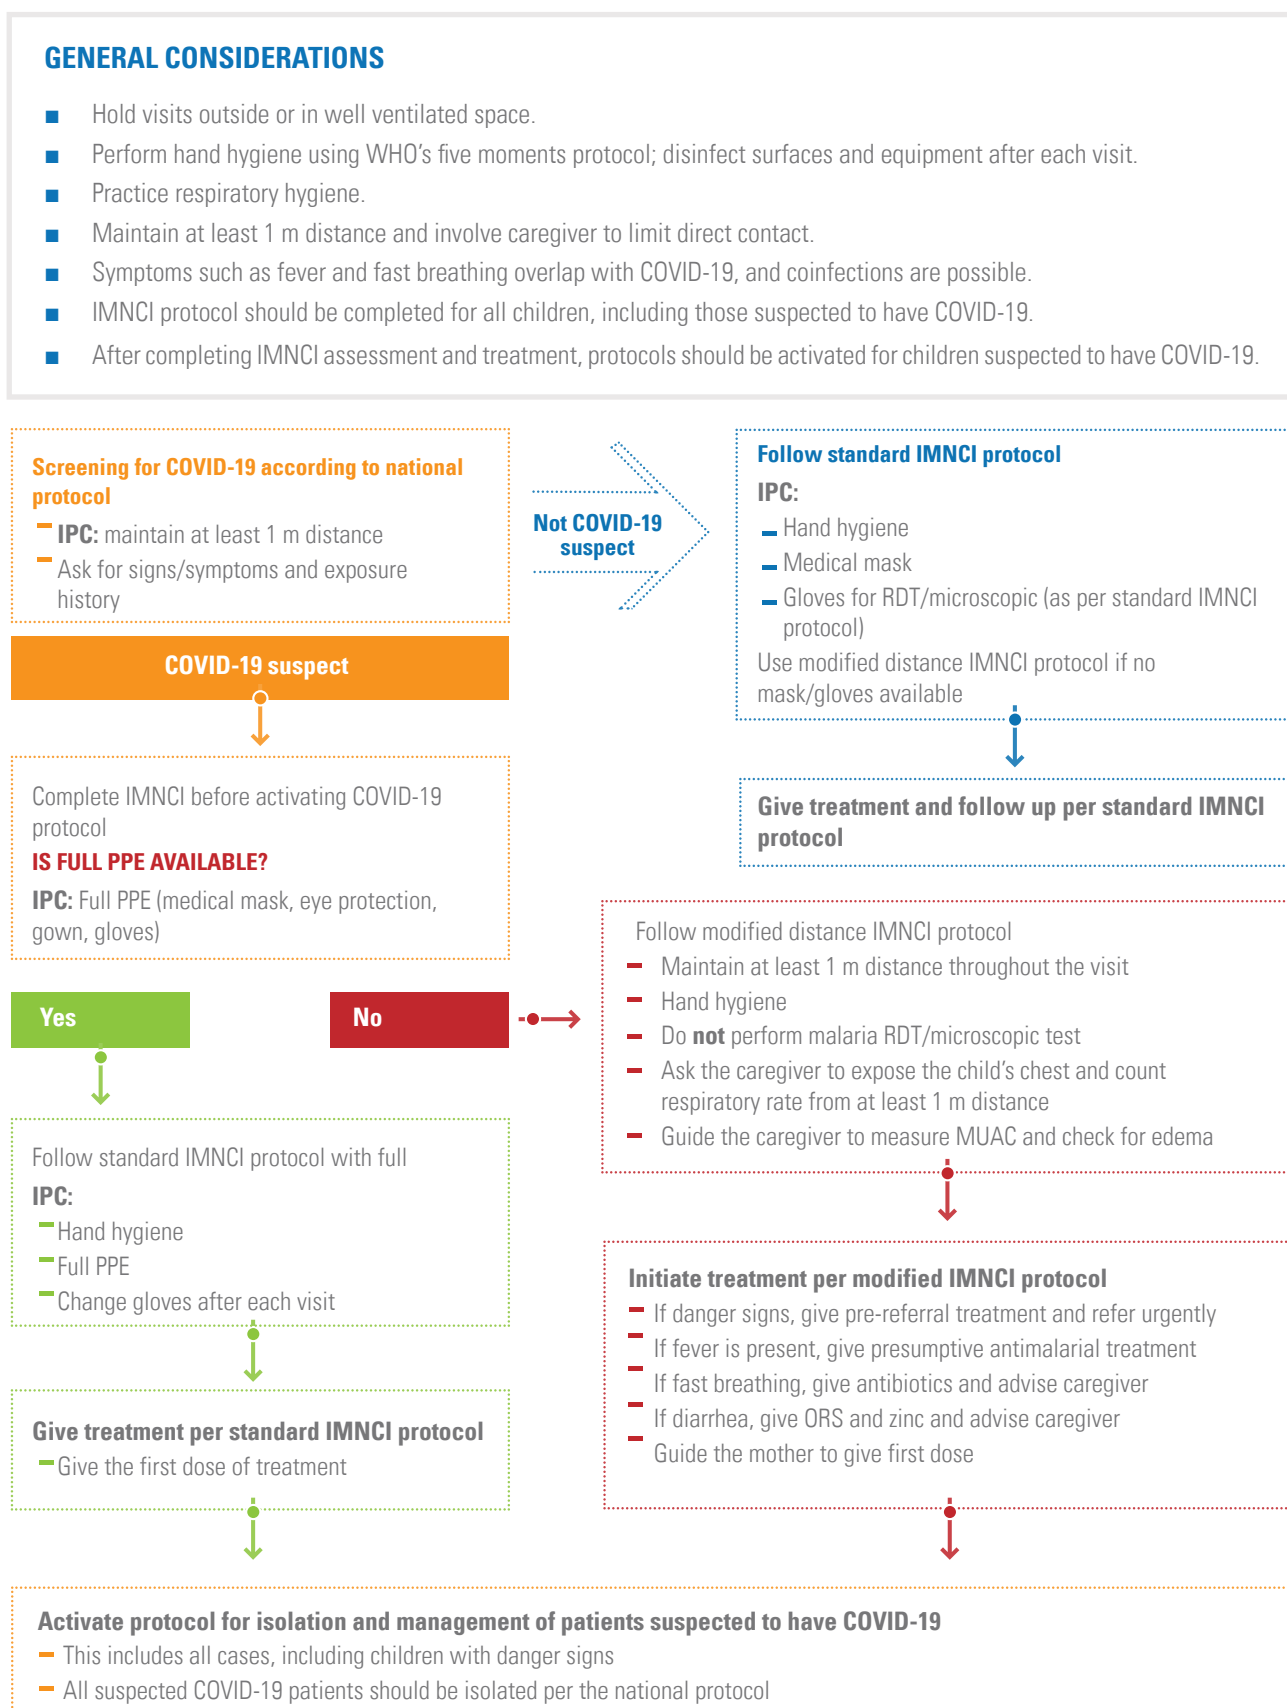 GENERAL CONSIDERATIONS
■ Hold visits outside or in well ventilated space.
■ Perform hand hygiene using WHO's five moments protocol; disinfect surfaces and equipment after each visit.
■ Practice respiratory hygiene.
■ Maintain at least 1 m distance and involve caregiver to limit direct contact.
■ Symptoms such as fever and fast breathing overlap with COVID-19, and coinfections are possible.
■ IMNCI protocol should be completed for all children, including those suspected to have COVID-19.
■ After completing IMNCI assessment and treatment, protocols should be activated for children suspected to have COVID-19.
Screening for COVID-19 according to national
protocol
– IPC: maintain at least 1 m distance
– Ask for signs/symptoms and exposure
history
Not COVID-19
suspect
Follow standard IMNCI protocol
IPC:
– Hand hygiene
– Medical mask
– Gloves for RDT/microscopic (as per standard IMNCI
protocol)
Use modified distance IMNCI protocol if no
mask/gloves available
COVID-19 suspect
Give treatment and follow up per standard IMNCI
protocol
Complete IMNCI before activating COVID-19
protocol
IS FULL PPE AVAILABLE?
IPC: Full PPE (medical mask, eye protection,
gown, gloves)
Yes
No
Follow modified distance IMNCI protocol
– Maintain at least 1 m distance throughout the visit
– Hand hygiene
– Do not perform malaria RDT/microscopic test
– Ask the caregiver to expose the child's chest and count
respiratory rate from at least 1 m distance
– Guide the caregiver to measure MUAC and check for edema
Follow standard IMNCI protocol with full
IPC:
– Hand hygiene
– Full PPE
– Change gloves after each visit
Initiate treatment per modified IMNCI protocol
– If danger signs, give pre-referral treatment and refer urgently
– If fever is present, give presumptive antimalarial treatment
– If fast breathing, give antibiotics and advise caregiver
– If diarrhea, give ORS and zinc and advise caregiver
– Guide the mother to give first dose
Give treatment per standard IMNCI protocol
– Give the first dose of treatment
Activate protocol for isolation and management of patients suspected to have COVID-19
– This includes all cases, including children with danger signs
– All suspected COVID-19 patients should be isolated per the national protocol